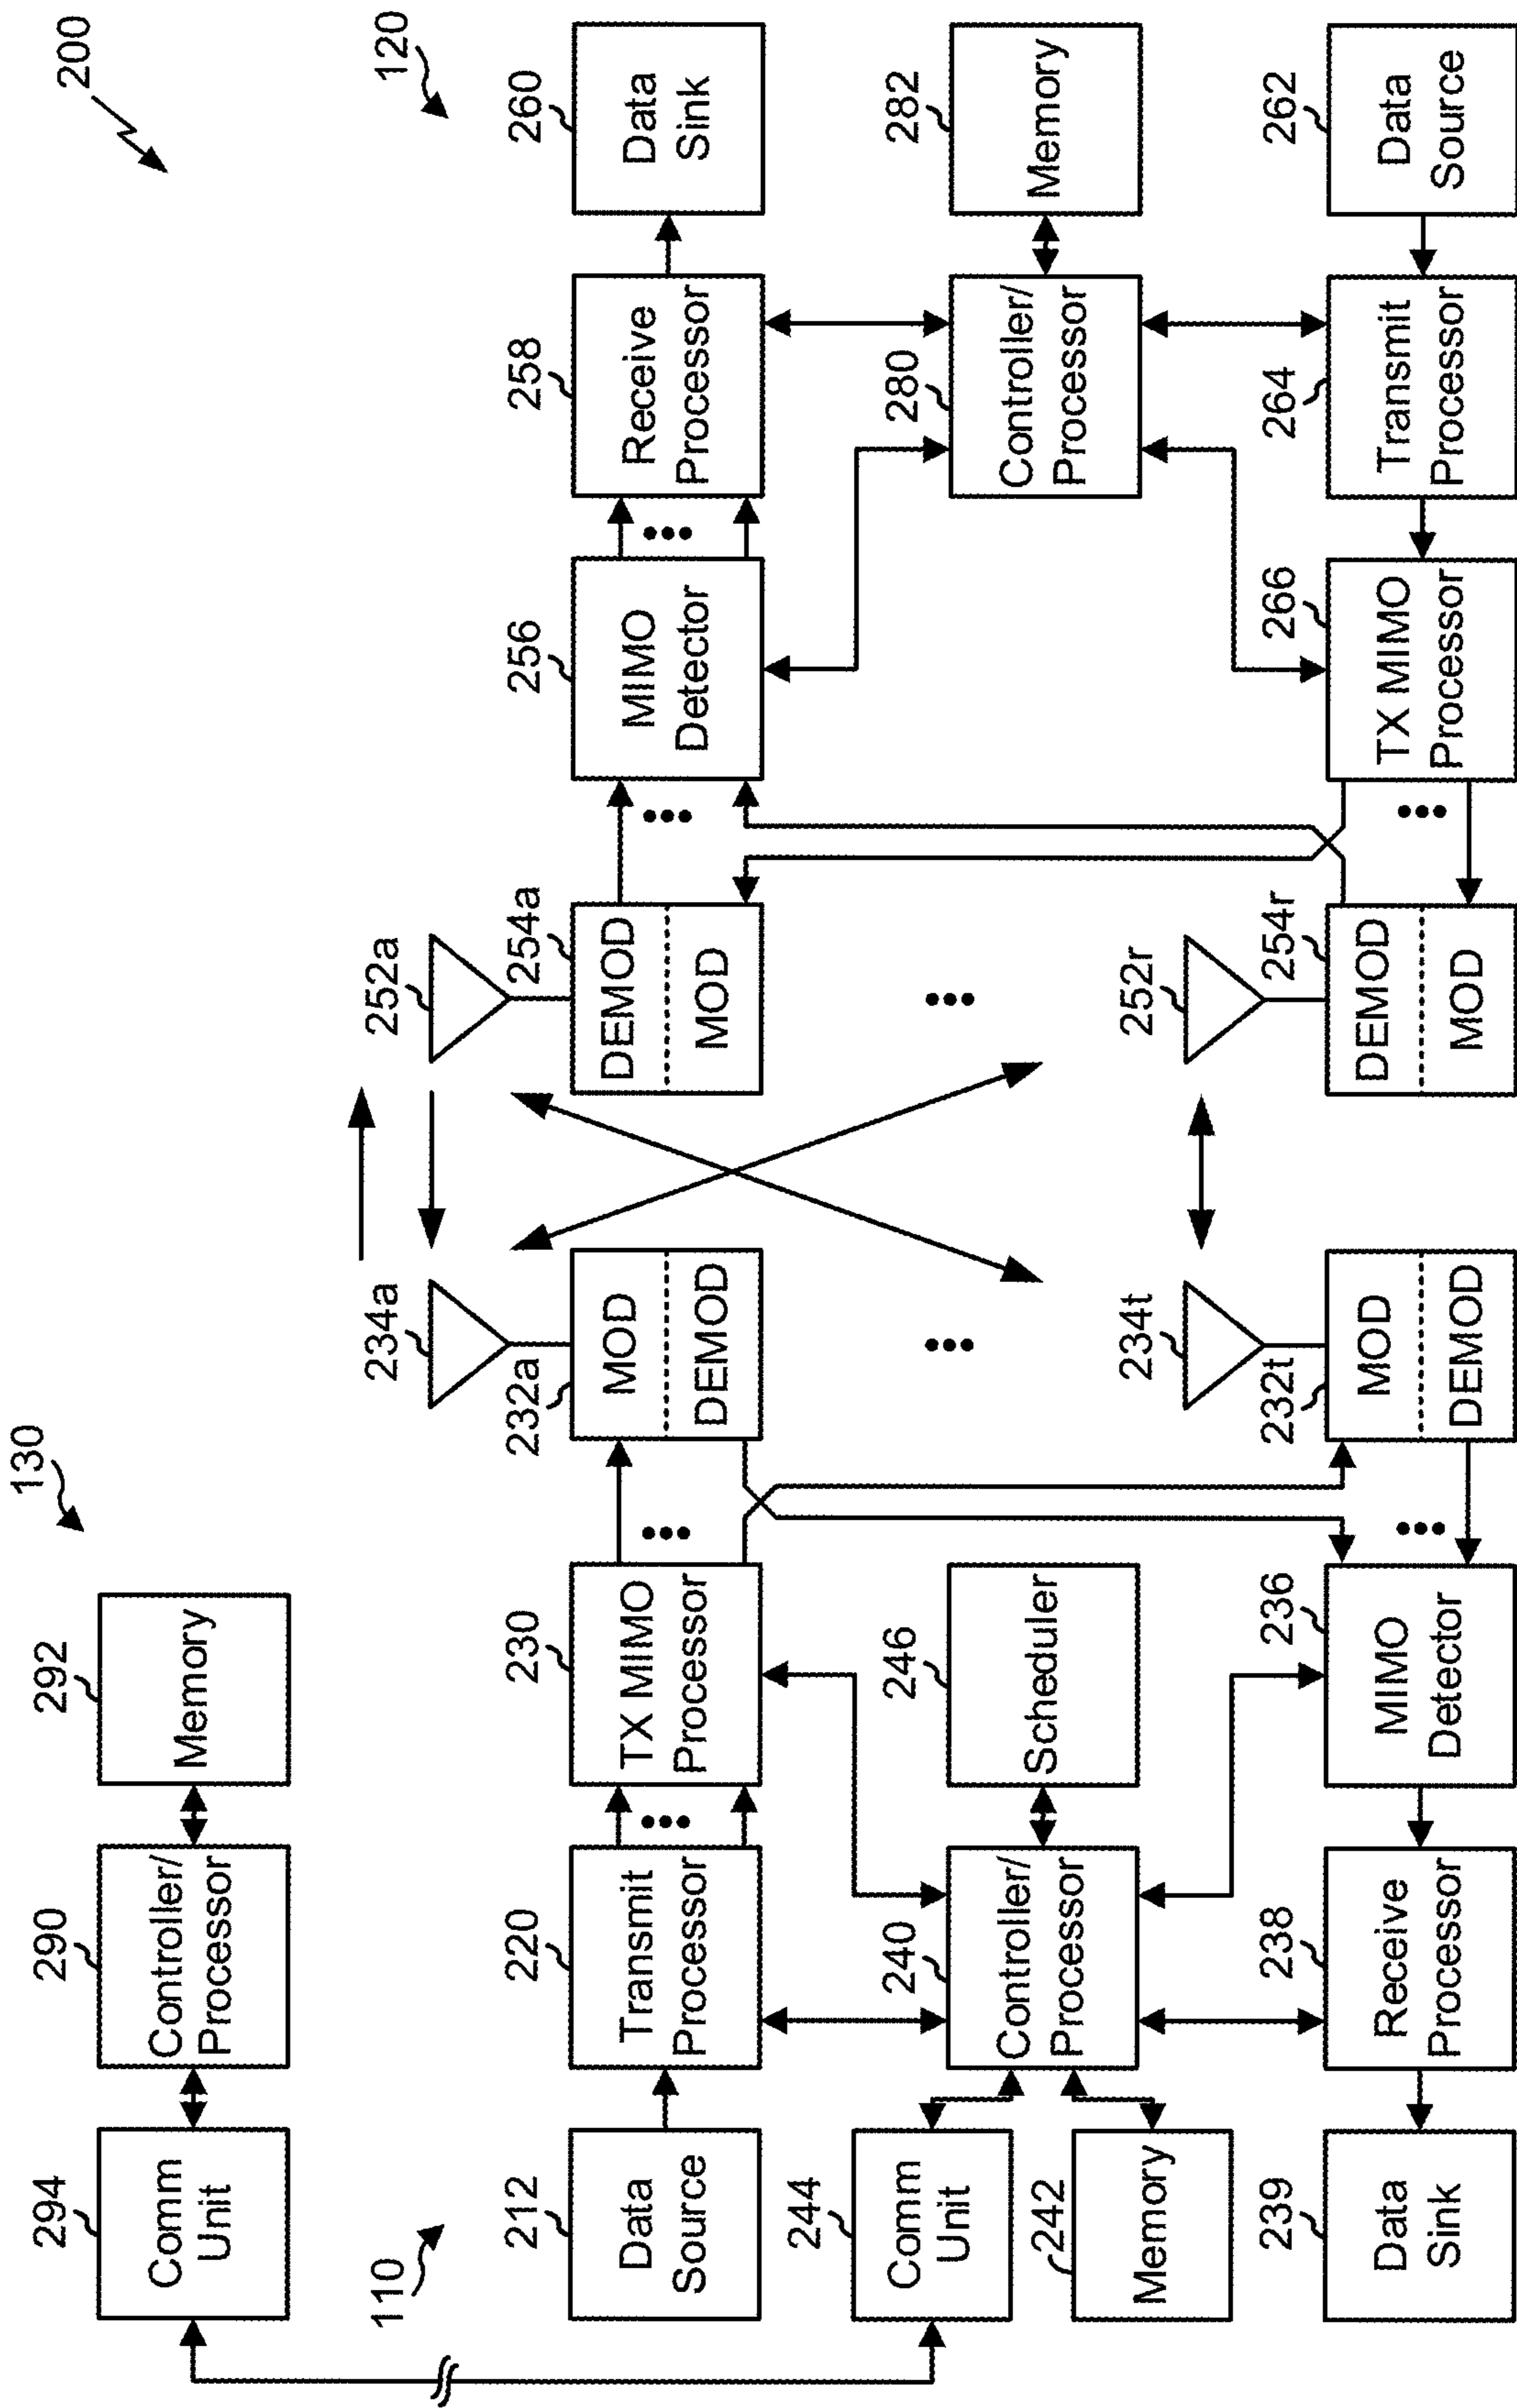 200
130
294
Comm
Unit
290
Controller/
Processor
292
Memory
110
120
212
Data
Source
220
Transmit
Processor
230
TX MIMO
Processor
232a
MOD
DEMOD
234a
252a
254a
DEMOD
MOD
256
MIMO
Detector
258
Receive
Processor
260
Data
Sink
244
Comm
Unit
242
Memory
240
Controller/
Processor
246
Scheduler
280
Controller/
Processor
282
Memory
239
Data
Sink
238
Receive
Processor
236
MIMO
Detector
232t
MOD
DEMOD
234t
252r
254r
DEMOD
MOD
266
TX MIMO
Processor
264
Transmit
Processor
262
Data
Source